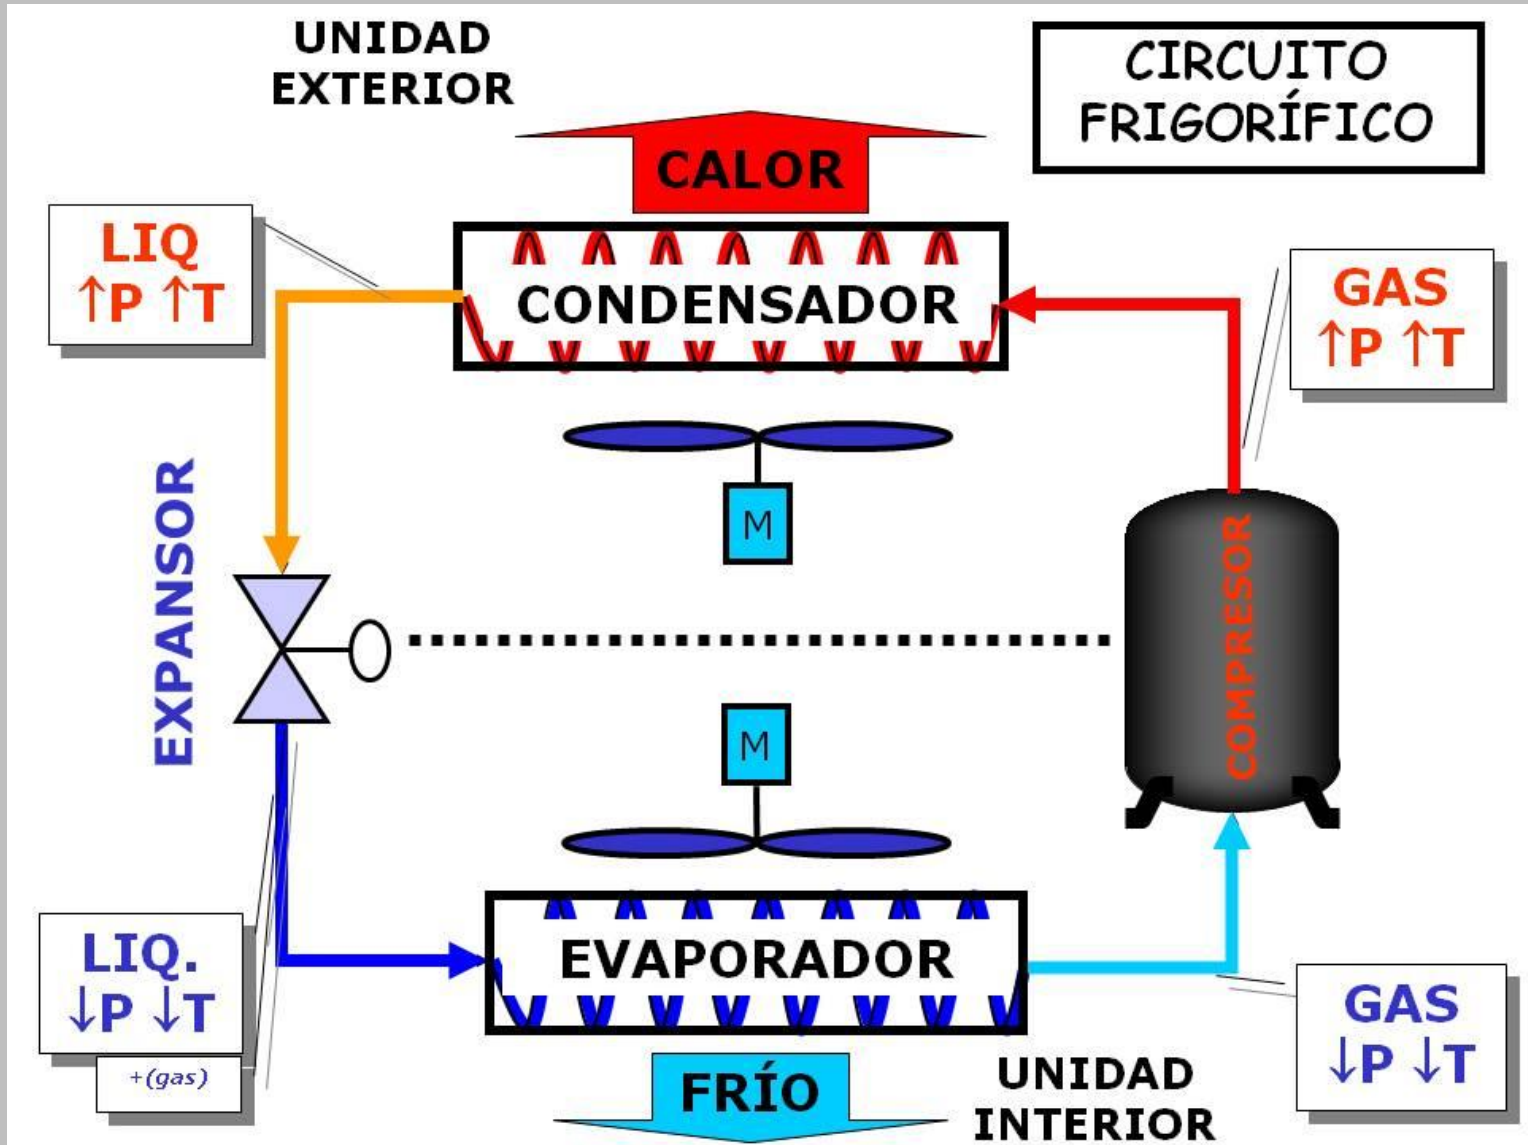 UNIDAD
EXTERIOR
CIRCUITO
FRIGORÍFICO
CALOR
LIQ
↑P ↑T
CONDENSADOR
GAS
↑P ↑T
M
EXPANSOR
COMPRESOR
M
LIQ.
↓P ↓T
+(gas)
EVAPORADOR
GAS
↓P ↓T
FRÍO
UNIDAD
INTERIOR